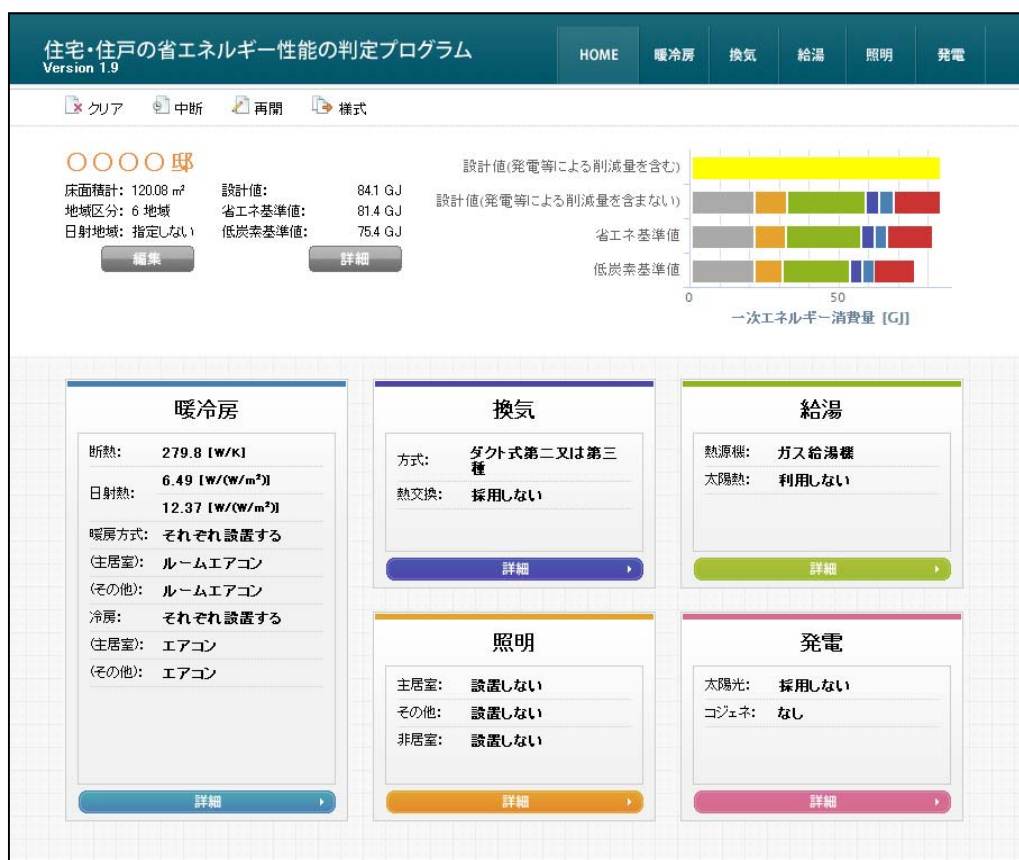 住宅・住戸の省エネルギー性能の判定プログラム
Version 1.9
HOME 暖冷房 換気 給湯 照明 発電
クリア 中断 再開 様式
〇〇〇〇邸
床面積計: 120.08 ㎡ 設計値: 84.1 GJ
地域区分: 6 地域 省エネ基準値: 81.4 GJ
日射地域: 指定しない 低炭素基準値: 75.4 GJ
編集 詳細
設計値(発電等による削減量を含む)
設計値(発電等による削減量を含まない)
省エネ基準値
低炭素基準値
0 50
一次エネルギー消費量 [GJ]
暖冷房
断熱: 279.8 [W/K]
日射熱: 6.49 [W/(W/m²)]
12.37 [W/(W/m²)]
暖房方式: それぞれ設置する
(主居室): ルームエアコン
(その他): ルームエアコン
冷房: それぞれ設置する
(主居室): エアコン
(その他): エアコン
詳細
換気
方式: ダクト式第二又は第三
種
熱交換: 採用しない
詳細
給湯
熱源機: ガス給湯機
太陽熱: 利用しない
詳細
照明
主居室: 設置しない
その他: 設置しない
非居室: 設置しない
詳細
発電
太陽光: 採用しない
コジェネ: なし
詳細